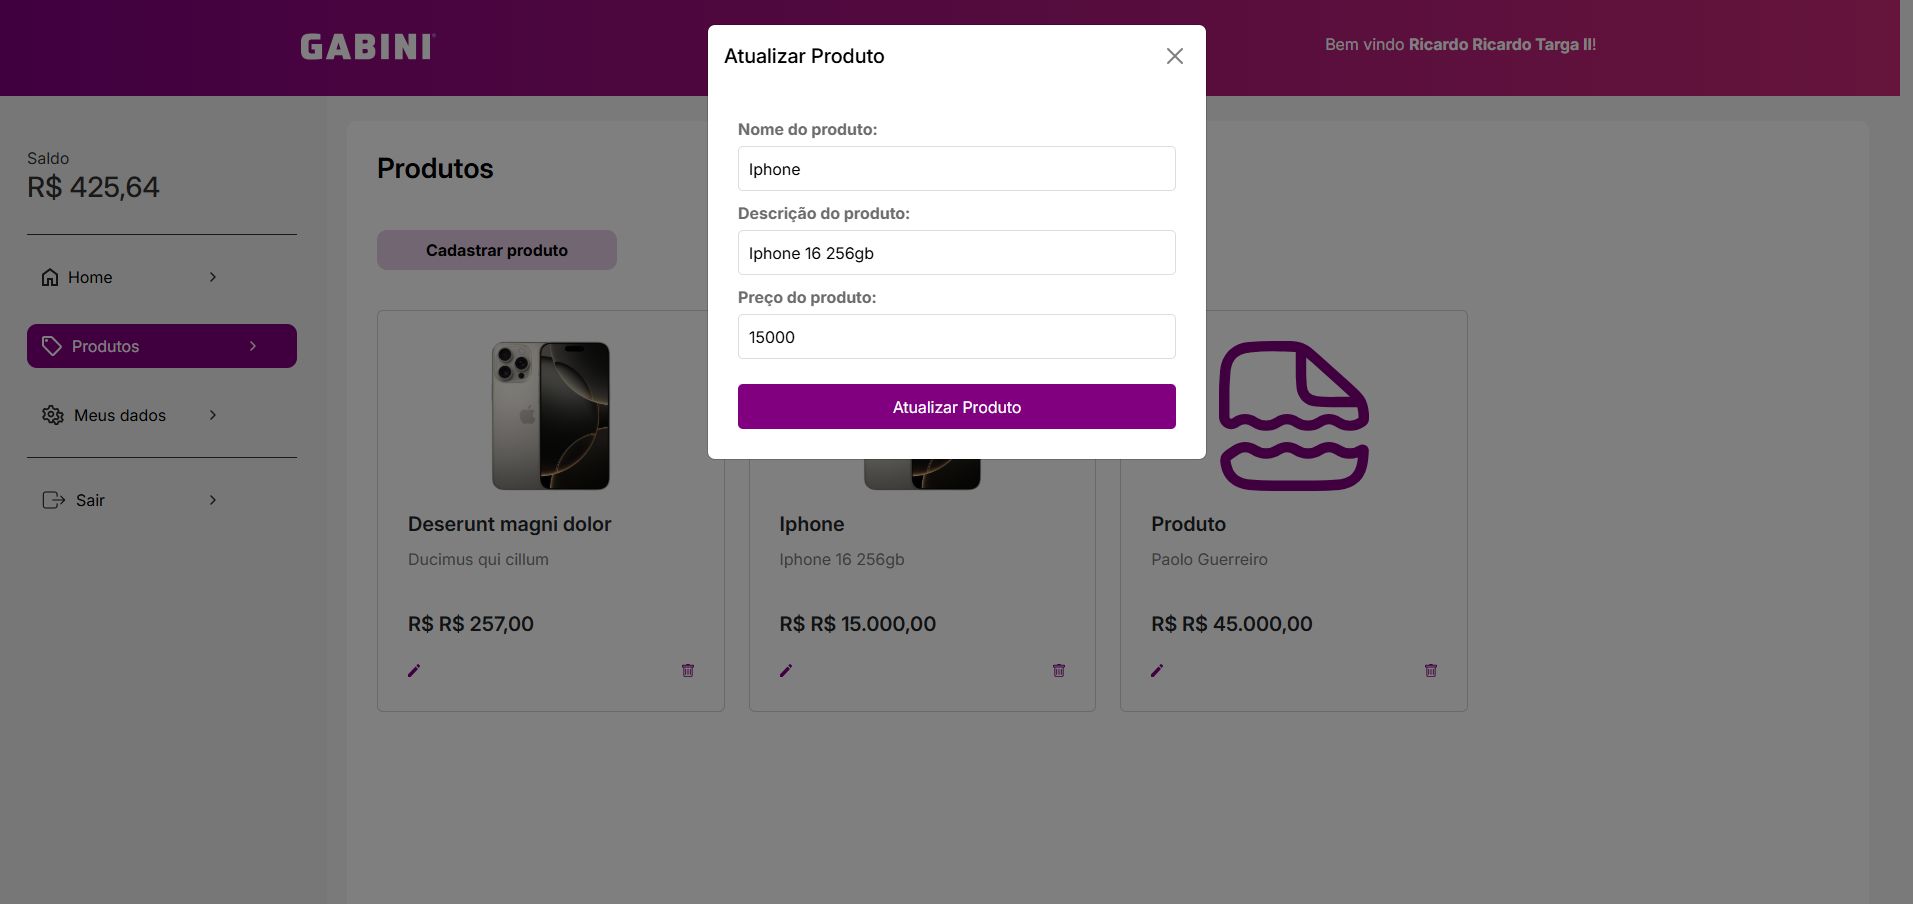 GABINI
Bem vindo Ricardo Ricardo Targa II!
Saldo
R$ 425,64
Home
Produtos
Meus dados
Sair
Produtos
Cadastrar produto
Atualizar Produto
Nome do produto:
Iphone
Descrição do produto:
Iphone 16 256gb
Preço do produto:
15000
Atualizar Produto
Deserunt magni dolor
Ducimus qui cillum
R$ R$ 257,00
Iphone
Iphone 16 256gb
R$ R$ 15.000,00
Produto
Paolo Guerreiro
R$ R$ 45.000,00